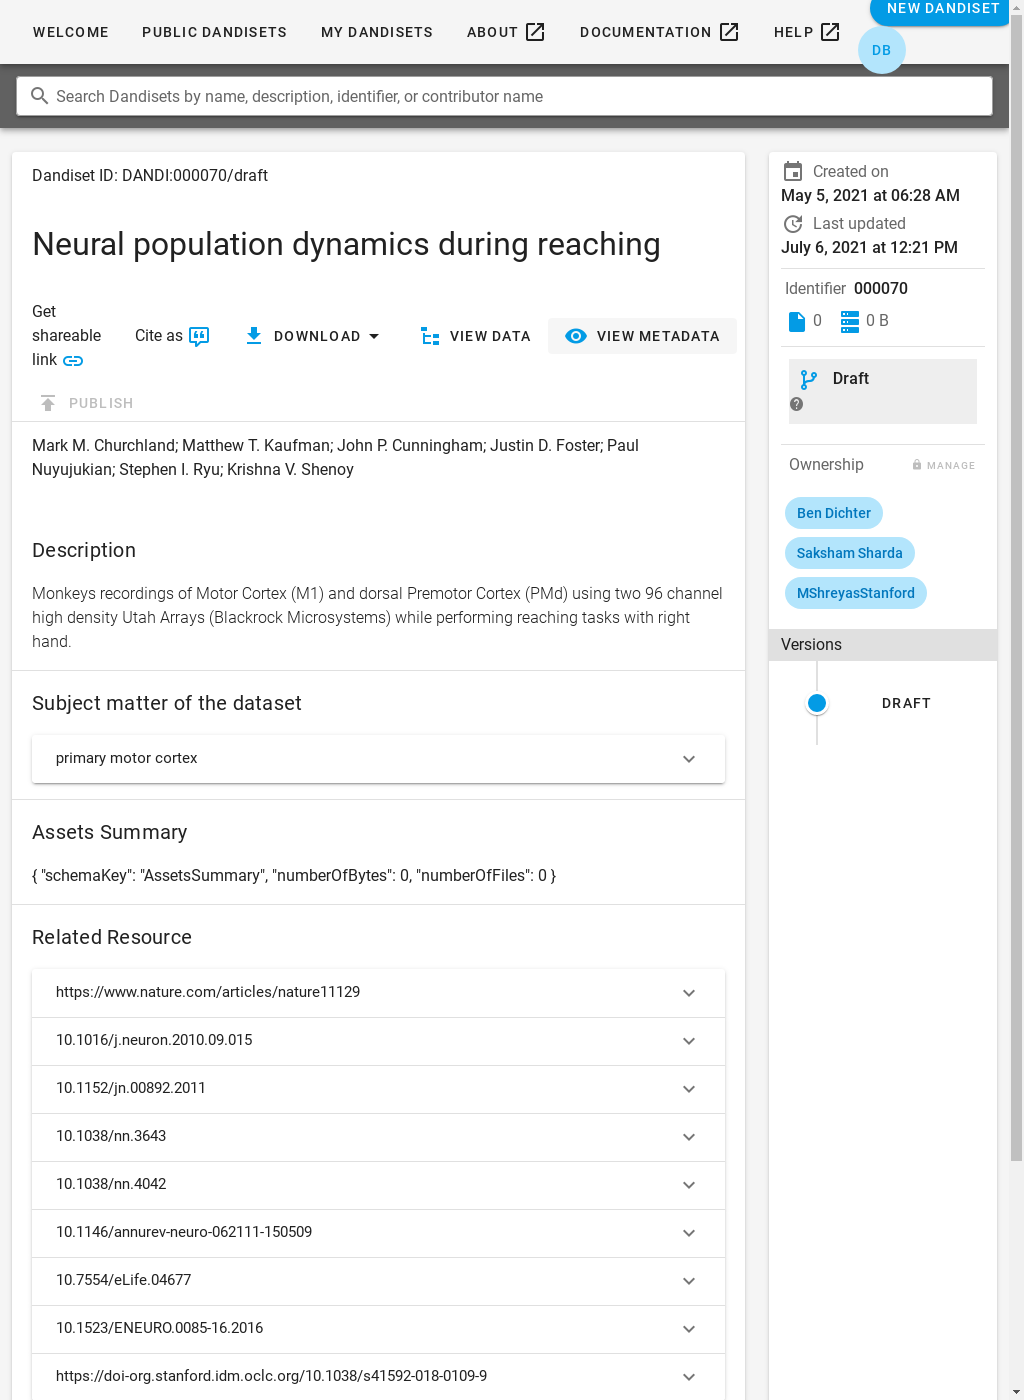 WELCOME
PUBLIC DANDISETS
MY DANDISETS
ABOUT
DOCUMENTATION
HELP
NEW DANDISET
DB
Search Dandisets by name, description, identifier, or contributor name
Dandiset ID: DANDI:000070/draft
Neural population dynamics during reaching
Get
shareable
link
Cite as
DOWNLOAD
VIEW DATA
VIEW METADATA
PUBLISH
Mark M. Churchland; Matthew T. Kaufman; John P. Cunningham; Justin D. Foster; Paul
Nuyujukian; Stephen I. Ryu; Krishna V. Shenoy
Description
Monkeys recordings of Motor Cortex (M1) and dorsal Premotor Cortex (PMd) using two 96 channel
high density Utah Arrays (Blackrock Microsystems) while performing reaching tasks with right
hand.
Subject matter of the dataset
primary motor cortex
Assets Summary
{ "schemaKey": "AssetsSummary", "numberOfBytes": 0, "numberOfFiles": 0 }
Related Resource
https://www.nature.com/articles/nature11129
10.1016/j.neuron.2010.09.015
10.1152/jn.00892.2011
10.1038/nn.3643
10.1038/nn.4042
10.1146/annurev-neuro-062111-150509
10.7554/eLife.04677
10.1523/ENEURO.0085-16.2016
https://doi-org.stanford.idm.oclc.org/10.1038/s41592-018-0109-9
Created on
May 5, 2021 at 06:28 AM
Last updated
July 6, 2021 at 12:21 PM
Identifier 000070
0
0 B
Draft
Ownership
MANAGE
Ben Dichter
Saksham Sharda
MShreyasStanford
Versions
DRAFT